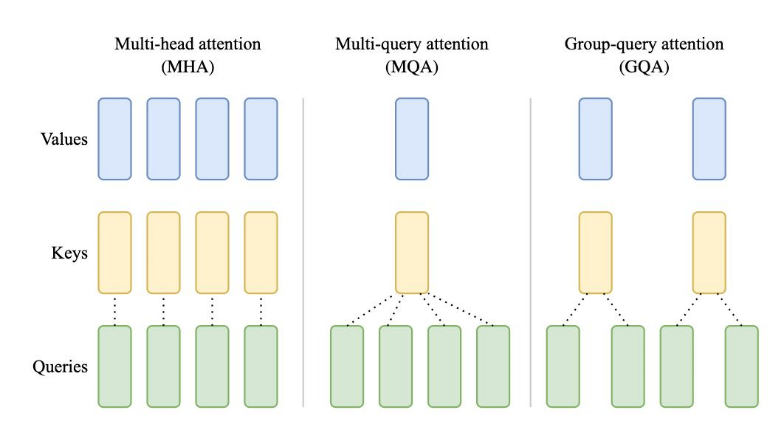 Multi-head attention
(MHA)
Multi-query attention
(MQA)
Group-query attention
(GQA)
Values
Keys
Queries